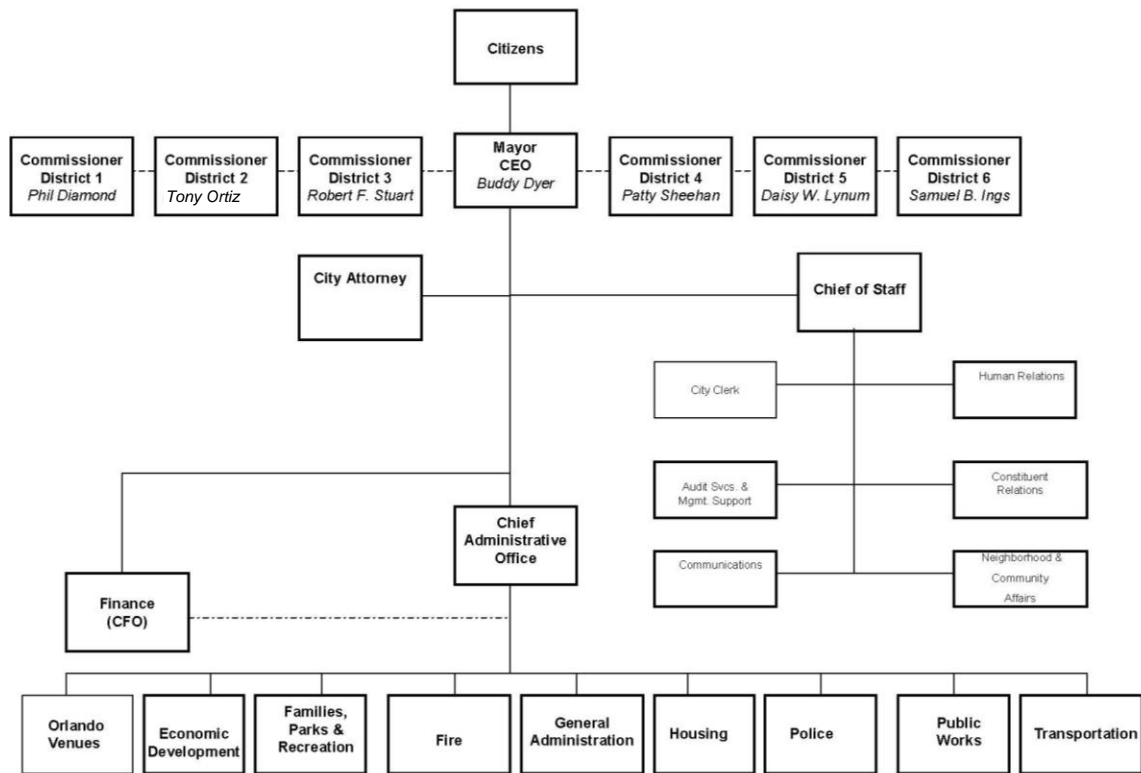 Citizens
Commissioner
District 1
Phil Diamond
Commissioner
District 2
Tony Ortiz
Commissioner
District 3
Robert F. Stuart
Mayor
CEO
Buddy Dyer
Commissioner
District 4
Patty Sheehan
Commissioner
District 5
Daisy W. Lynum
Commissioner
District 6
Samuel B. Ings
City Attorney
Chief of Staff
City Clerk
Human Relations
Audit Svcs. &
Mgmt. Support
Constituent
Relations
Communications
Neighborhood &
Community
Affairs
Chief
Administrative
Office
Finance
(CFO)
Orlando
Venues
Economic
Development
Families,
Parks &
Recreation
Fire
General
Administration
Housing
Police
Public
Works
Transportation